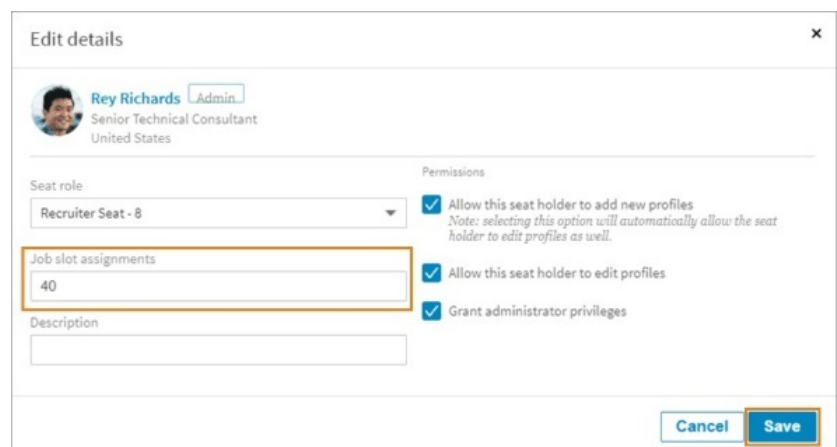 Edit details
×
Rey Richards Admin
Senior Technical Consultant
United States
Seat role
Recruiter Seat - 8
Job slot assignments
40
Description
Permissions
Allow this seat holder to add new profiles
Note: selecting this option will automatically allow the seat
holder to edit profiles as well.
Allow this seat holder to edit profiles
Grant administrator privileges
Cancel Save